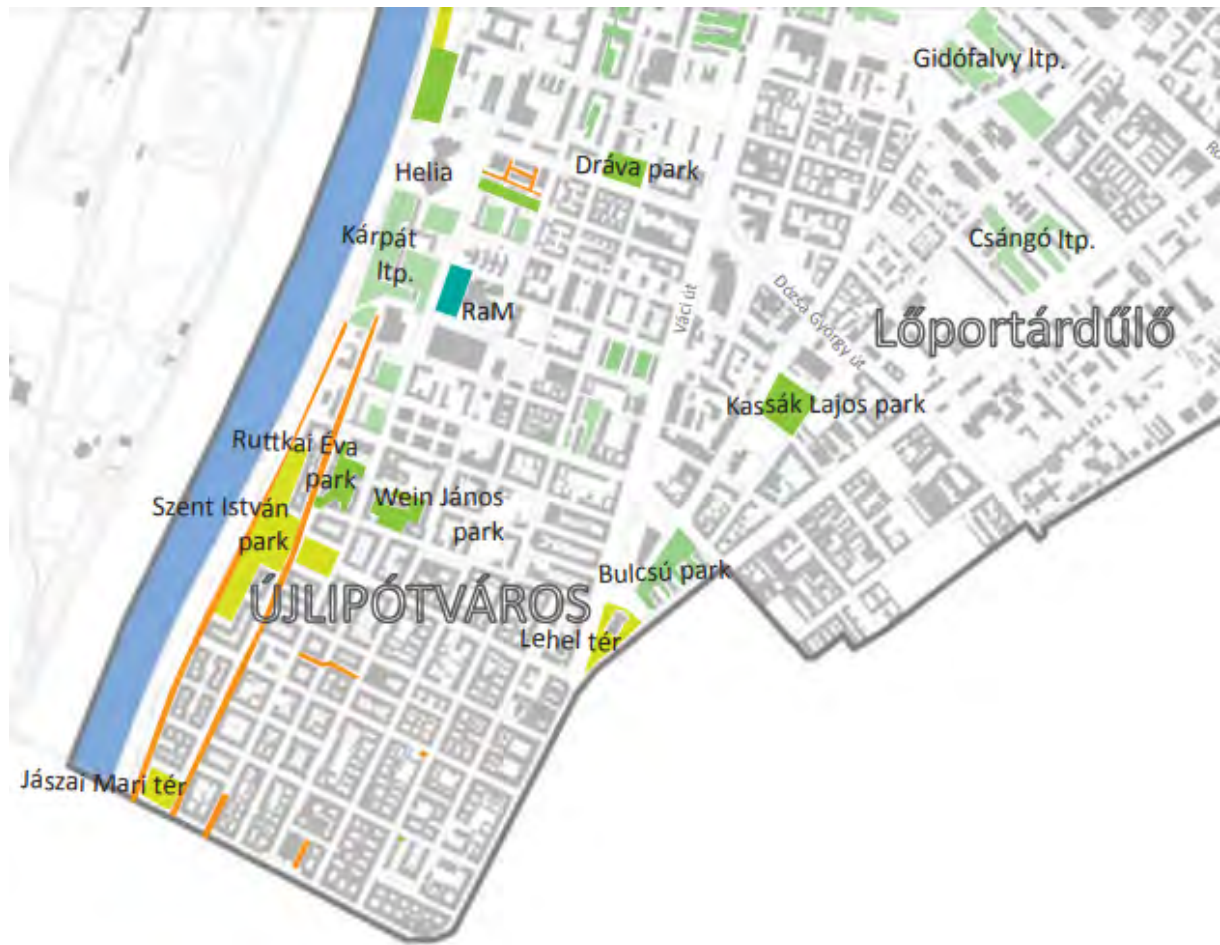 Gidófalvy ltp.
Helia
Dráva park
Kárpát
ltp.
Csángó ltp.
RaM
Váci út
Dózsa György út
Lőportárdűlő
Kassák Lajos park
Ruttkai Éva
park
Wein János
park
Szent István
park
Bulcsú park
ÚJLIPÓTVÁROS
Lehel tér
Jászai Mari tér